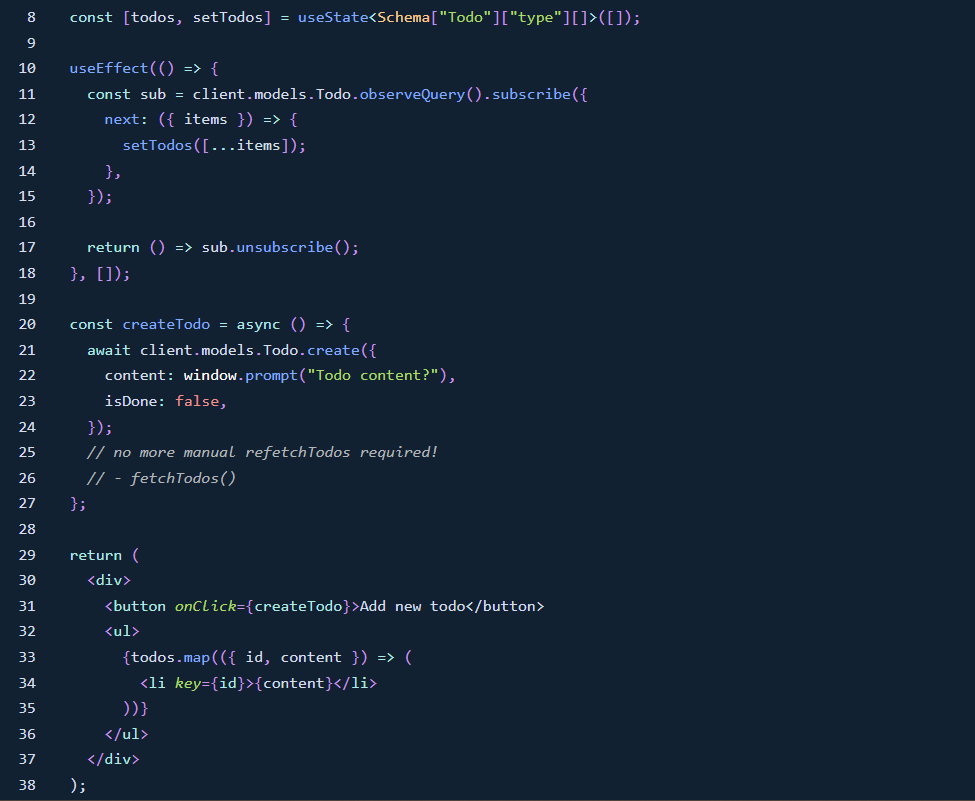 8 const [todos, setTodos] = useState<Schema["Todo"]["type"][]>([]);
9
10 useEffect(() => {
11   const sub = client.models.Todo.observeQuery().subscribe({
12     next: ({ items }) => {
13       setTodos([...items]);
14     },
15   });
16
17   return () => sub.unsubscribe();
18 }, []);
19
20 const createTodo = async () => {
21   await client.models.Todo.create({
22     content: window.prompt("Todo content?"),
23     isDone: false,
24   });
25   // no more manual refetchTodos required!
26   // - fetchTodos()
27 };
28
29 return (
30   <div>
31     <button onClick={createTodo}>Add new todo</button>
32     <ul>
33       {todos.map(({ id, content }) => (
34         <li key={id}>{content}</li>
35       ))}
36     </ul>
37   </div>
38 );